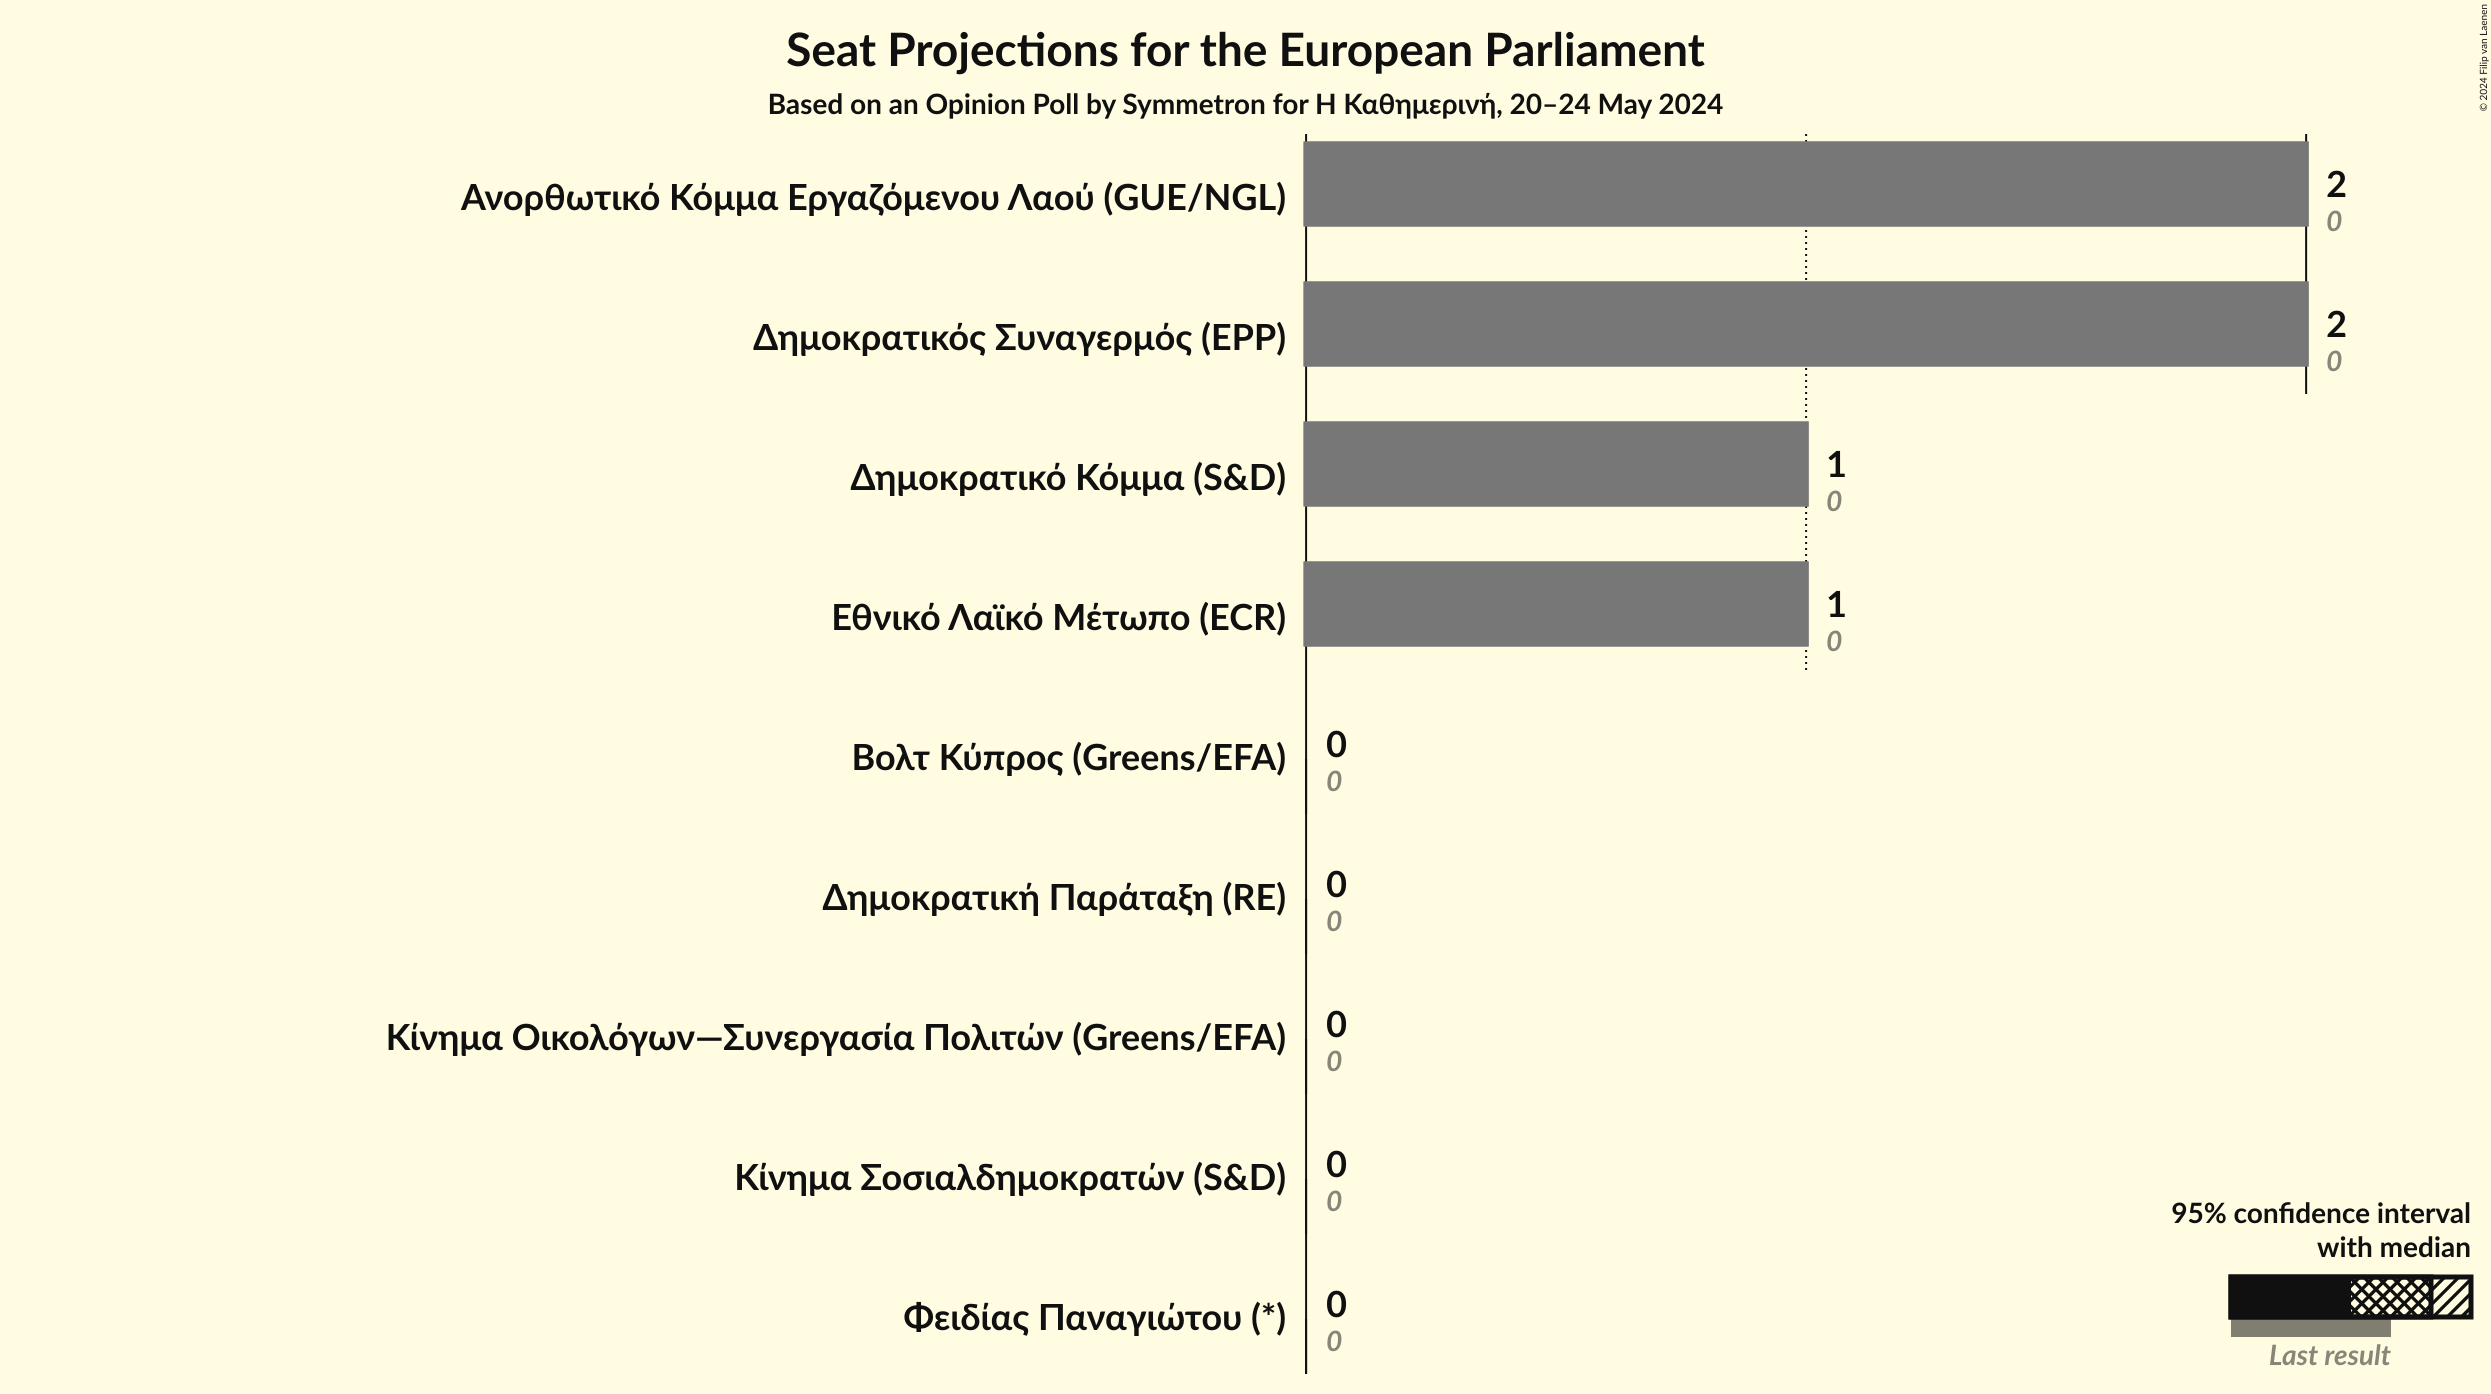 Seat Projections for the European Parliament
Based on an Opinion Poll by Symmetron for Η Καθημερινή, 20–24 May 2024
© 2024 Filip van Laenen
Ανορθωτικό Κόμμα Εργαζόμενου Λαού (GUE/NGL)
2
0
Δημοκρατικός Συναγερμός (EPP)
2
0
Δημοκρατικό Κόμμα (S&D)
1
0
Εθνικό Λαϊκό Μέτωπο (ECR)
1
0
Βολτ Κύπρος (Greens/EFA)
0
0
Δημοκρατική Παράταξη (RE)
0
0
Κίνημα Οικολόγων—Συνεργασία Πολιτών (Greens/EFA)
0
0
Κίνημα Σοσιαλδημοκρατών (S&D)
0
0
Φειδίας Παναγιώτου (*)
0
0
95% confidence interval
with median
Last result